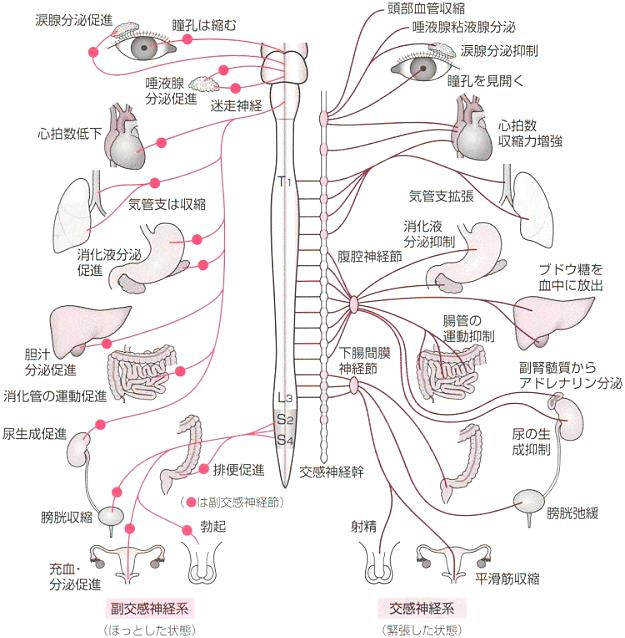 涙腺分泌促進
瞳孔は縮む
唾液腺
分泌促進
迷走神経
心拍数低下
気管支は収縮
消化液分泌
促進
胆汁
分泌促進
消化管の運動促進
尿生成促進
排便促進
(●は副交感神経節)
膀胱収縮
勃起
充血・
分泌促進
副交感神経系
(ほっとした状態)
T1
L3
S2
S4
交感神経幹
頭部血管収縮
唾液腺粘液腺分泌
涙腺分泌抑制
瞳孔を見開く
心拍数
収縮力増強
気管支拡張
消化液
分泌抑制
腹腔神経節
ブドウ糖を
血中に放出
腸管の
運動抑制
下腸間膜
神経節
副腎髄質から
アドレナリン分泌
尿の生
成抑制
膀胱弛緩
射精
平滑筋収縮
交感神経系
(緊張した状態)